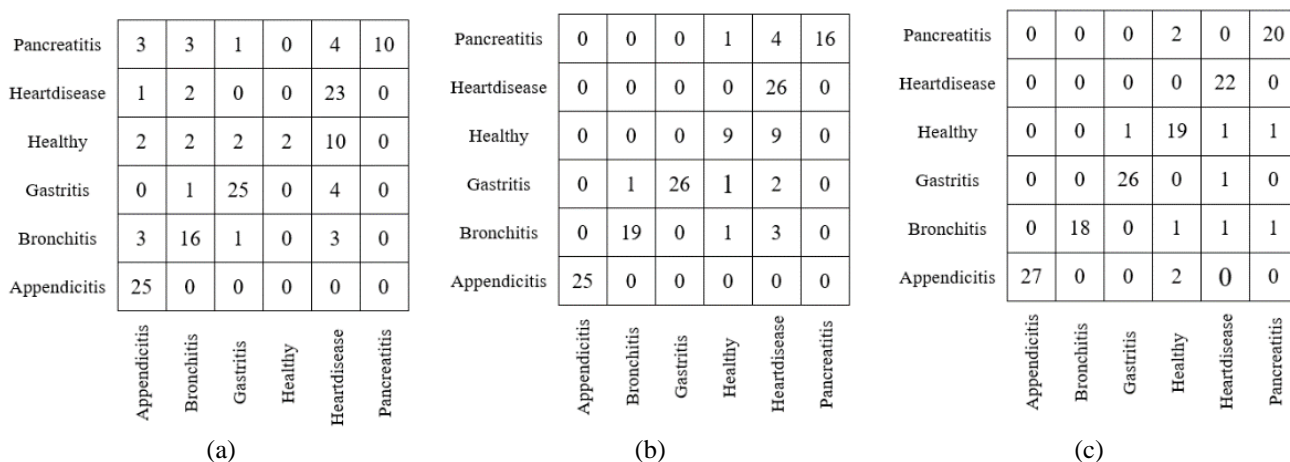 Pancreatitis 3 3 1 0 4 10
Heartdisease 1 2 0 0 23 0
Healthy 2 2 2 2 10 0
Gastritis 0 1 25 0 4 0
Bronchitis 3 16 1 0 3 0
Appendicitis 25 0 0 0 0 0
Appendicitis Bronchitis Gastritis Healthy Heartdisease Pancreatitis
(a)
Pancreatitis 0 0 0 1 4 16
Heartdisease 0 0 0 0 26 0
Healthy 0 0 0 9 9 0
Gastritis 0 1 26 1 2 0
Bronchitis 0 19 0 1 3 0
Appendicitis 25 0 0 0 0 0
Appendicitis Bronchitis Gastritis Healthy Heartdisease Pancreatitis
(b)
Pancreatitis 0 0 0 2 0 20
Heartdisease 0 0 0 0 22 0
Healthy 0 0 1 19 1 1
Gastritis 0 0 26 0 1 0
Bronchitis 0 18 0 1 1 1
Appendicitis 27 0 0 2 0 0
Appendicitis Bronchitis Gastritis Healthy Heartdisease Pancreatitis
(c)